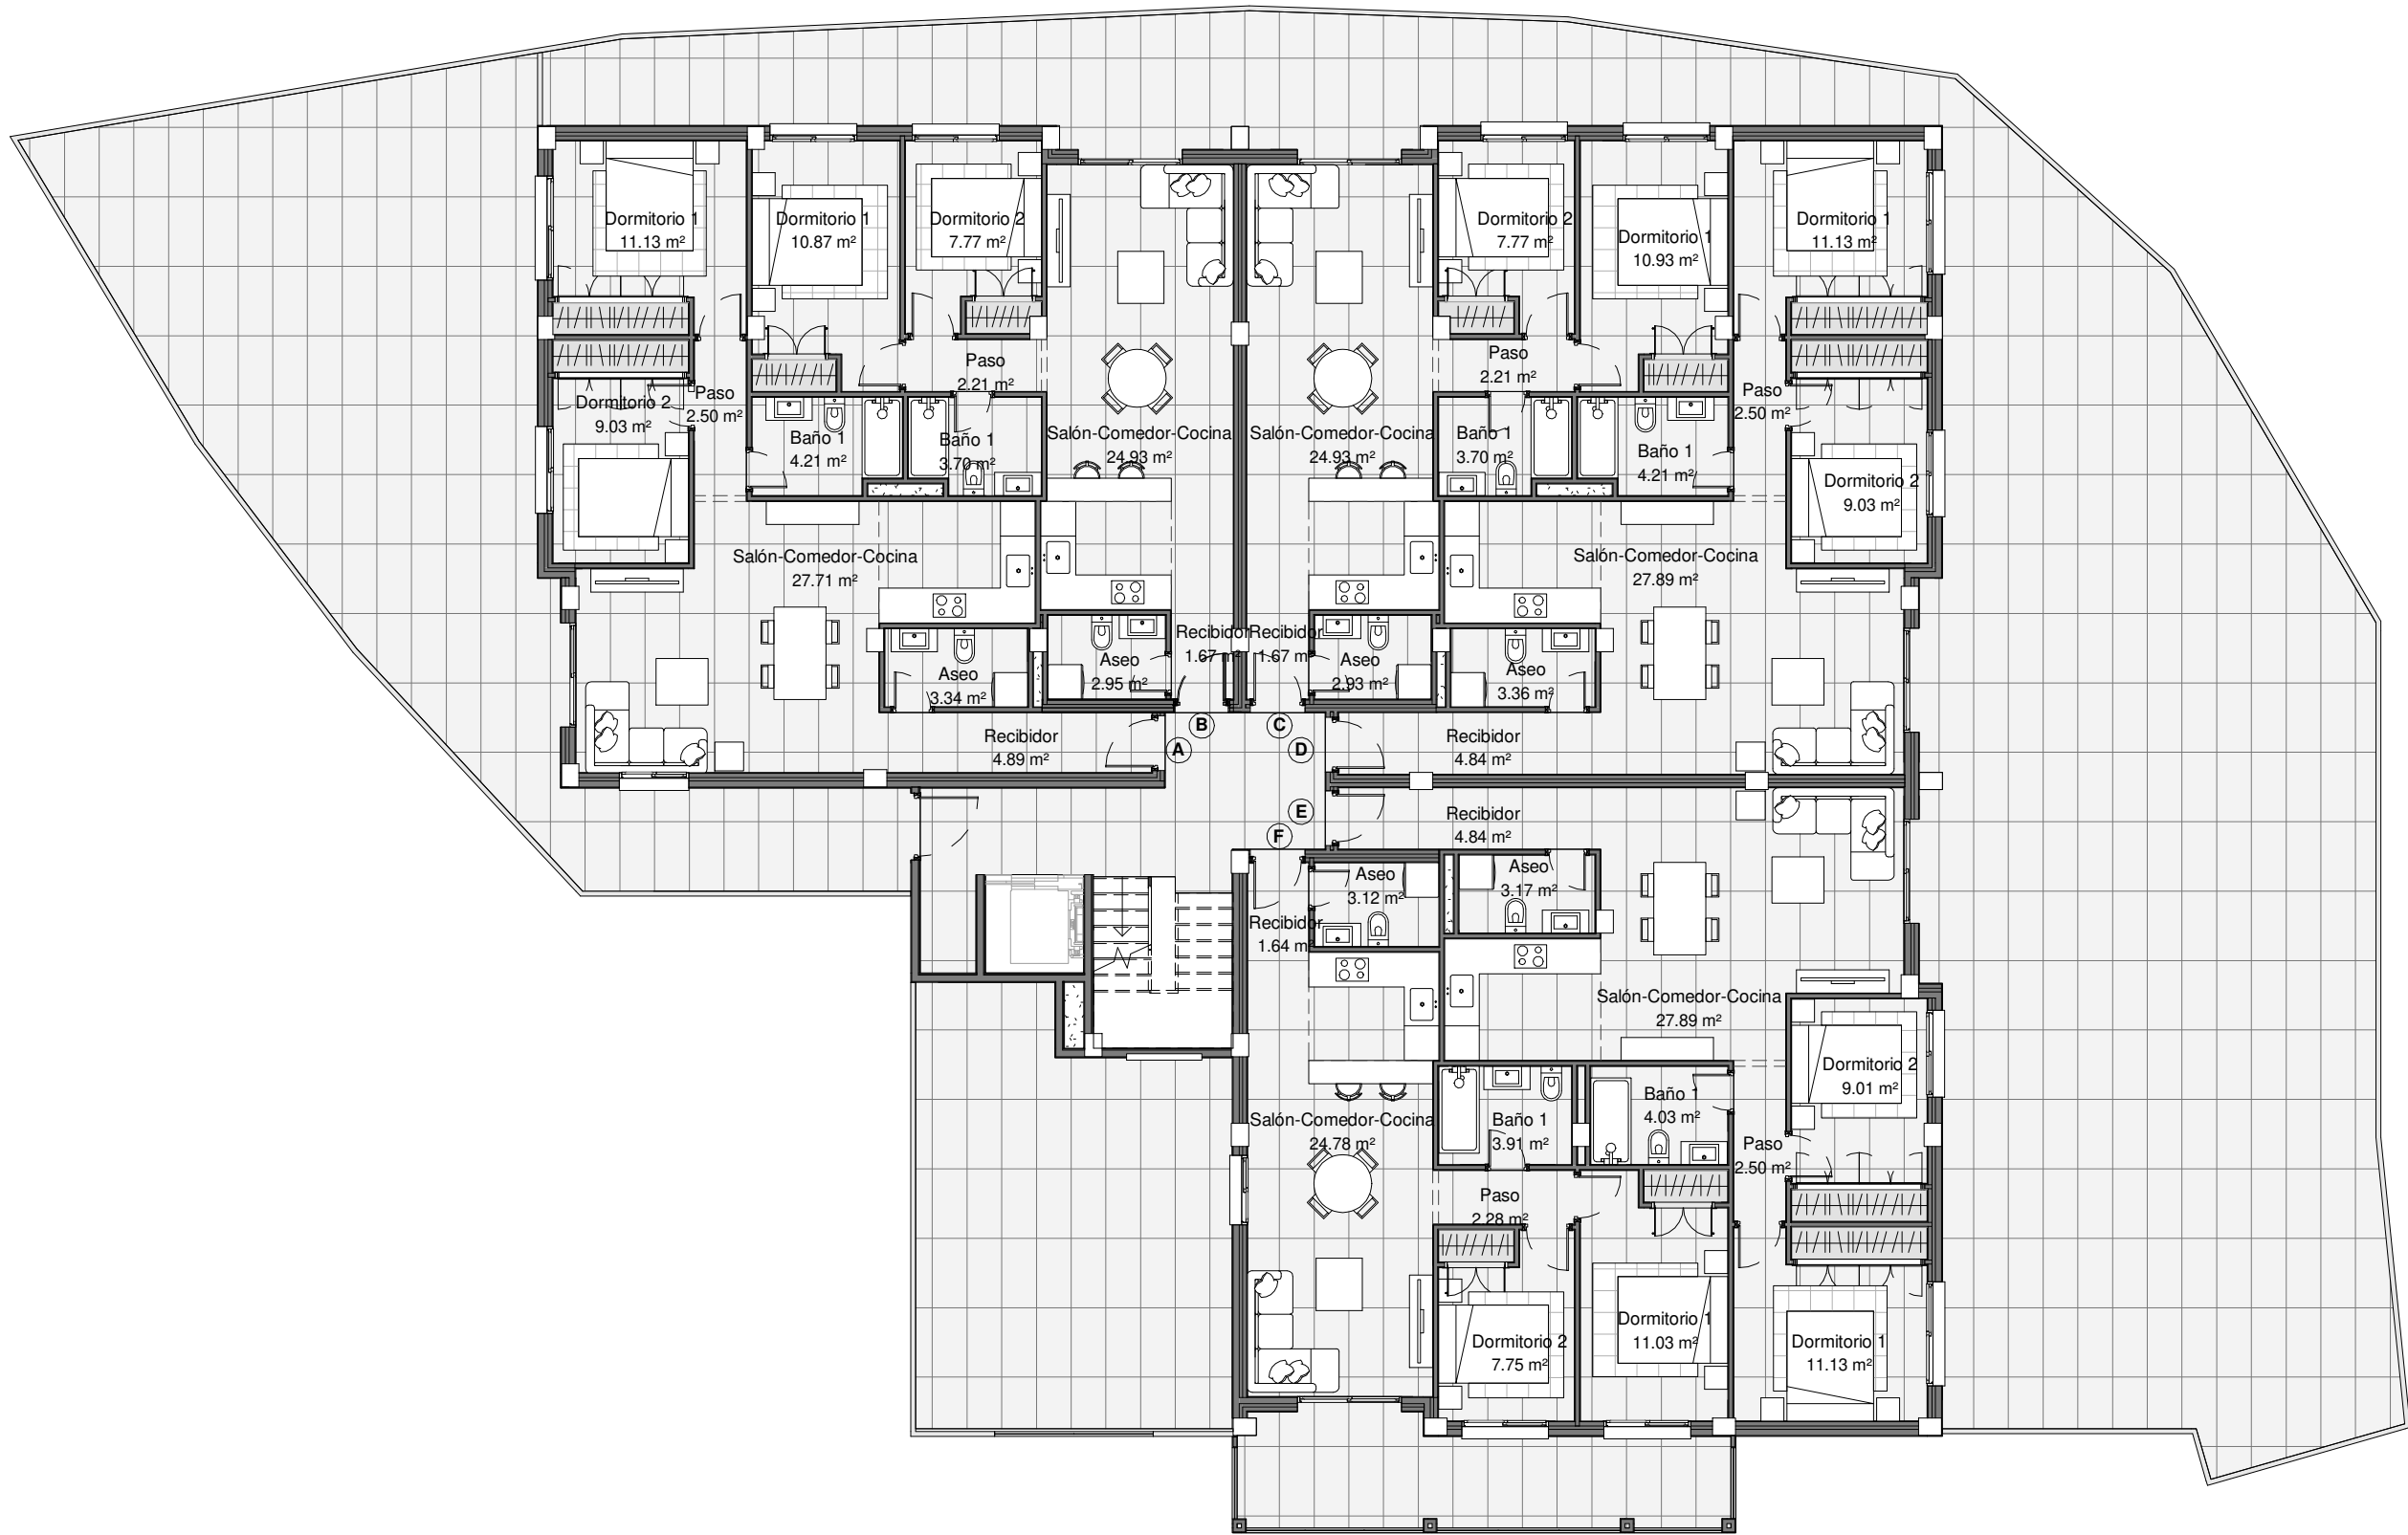 Dormitorio 1
11.13 m²
Dormitorio 1
10.87 m²
Dormitorio 2
7.77 m²
Dormitorio 2
7.77 m²
Dormitorio 1
10.93 m²
Dormitorio 1
11.13 m²
Dormitorio 2
9.03 m²
Paso
2.50 m²
Paso
2.21 m²
Paso
2.21 m²
Paso
2.50 m²
Baño 1
4.21 m²
Baño 1
3.70 m²
Salón-Comedor-Cocina
24.93 m²
Salón-Comedor-Cocina
24.93 m²
Baño 1
3.70 m²
Baño 1
4.21 m²
Dormitorio 2
9.03 m²
Salón-Comedor-Cocina
27.71 m²
Salón-Comedor-Cocina
27.89 m²
Aseo
3.34 m²
Aseo
2.95 m²
Recibidor
1.67 m²
Recibidor
1.67 m
Aseo
2.93 m²
Aseo
3.36 m²
Recibidor
4.89 m²
A
B
C
D
Recibidor
4.84 m²
E
F
Recibidor
4.84 m²
Aseo
3.12 m²
Aseo
3.17 m²
Recibidor
1.64 m
Salón-Comedor-Cocina
27.89 m²
Dormitorio 2
9.01 m²
Salón-Comedor-Cocina
24.78 m²
Baño 1
3.91 m²
Baño 1
4.03 m²
Paso
2.50 m²
Paso
2.28 m²
Dormitorio 2
7.75 m²
Dormitorio 1
11.03 m²
Dormitorio 1
11.13 m²